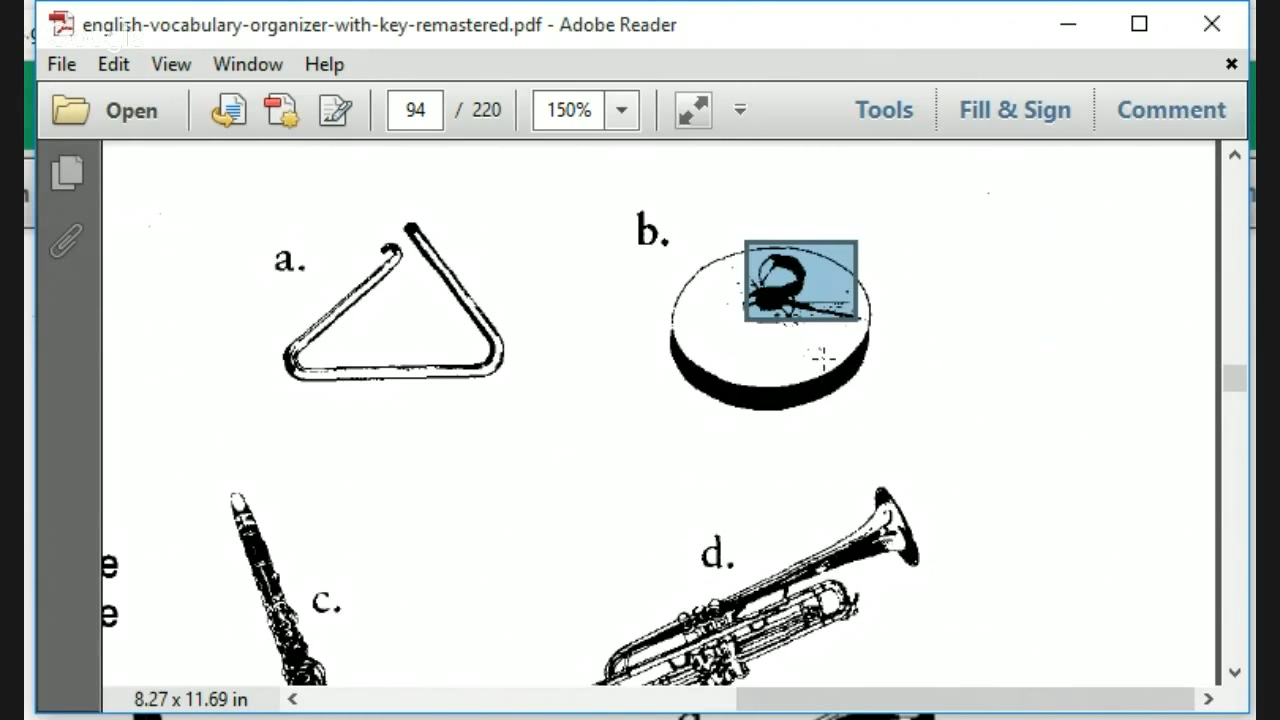 english-vocabulary-organizer-with-key-remastered.pdf - Adobe Reader
File Edit View Window Help
Open 94 / 220 150% Tools Fill & Sign Comment
a.
b.
c.
d.
e
e
8.27 x 11.69 in